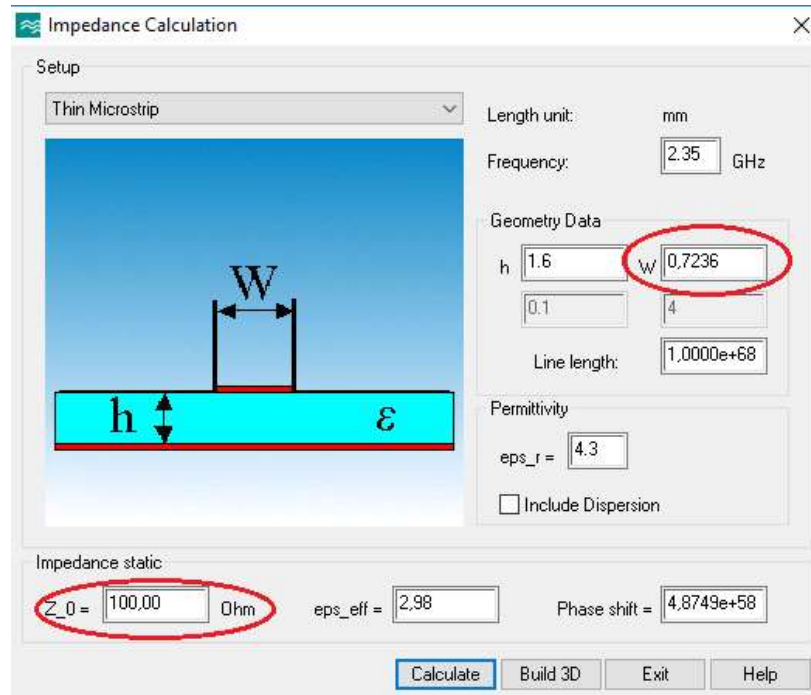 Impedance Calculation
Setup
Thin Microstrip
Length unit: mm
Frequency: 2.35 GHz
Geometry Data
h 1.6 W 0,7236
0.1 4
Line length: 1,0000e+68
W
h ε
Permittivity
eps_r = 4.3
Include Dispersion
Impedance static
Z_0 = 100,00 Ohm eps_eff = 2,98 Phase shift = 4,8749e+58
Calculate Build 3D Exit Help